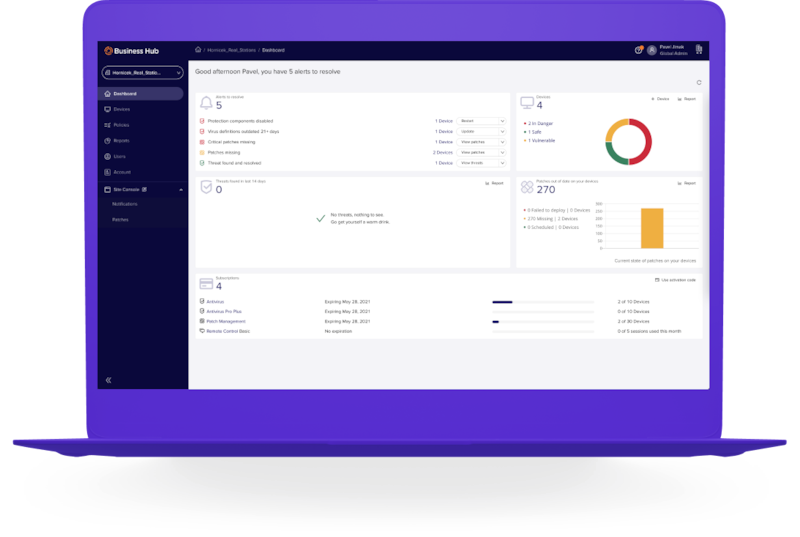 Business Hub
/ Hornicek_Real_Staties / Dashboard
Pavel
Global Admin
Good afternoon Pavel, you have 5 alerts to resolve
Dashboard
Devices
Policies
Reports
Users
Account
Site Console
Notifications
Patches
Alerts to resolve
5
Protection components disabled 1 Device Restart
Virus definitions outdated 21+ days 1 Device Update
Critical patches missing 1 Device View patches
Patches missing 2 Devices View patches
Threat found and resolved 1 Device View threats
Devices
4
Device Report
2 In Danger
1 Safe
1 Vulnerable
Threats found in last 14 days
0
Report
No threats, nothing to see.
Go get yourself a warm drink.
Patches out of date on your devices
270
Report
0 Failed to deploy | 0 Devices
270 Missing | 2 Devices
0 Scheduled | 0 Devices
300
250
200
150
100
50
0
Current state of patches on your devices
Subscriptions
4
Use activation code
Antivirus Expiring May 28, 2021 2 of 10 Devices
Antivirus Pro Plus Expiring May 28, 2021 0 of 10 Devices
Patch Management Expiring May 28, 2021 2 of 30 Devices
Remote Control Basic No expiration 0 of 5 sessions used this month